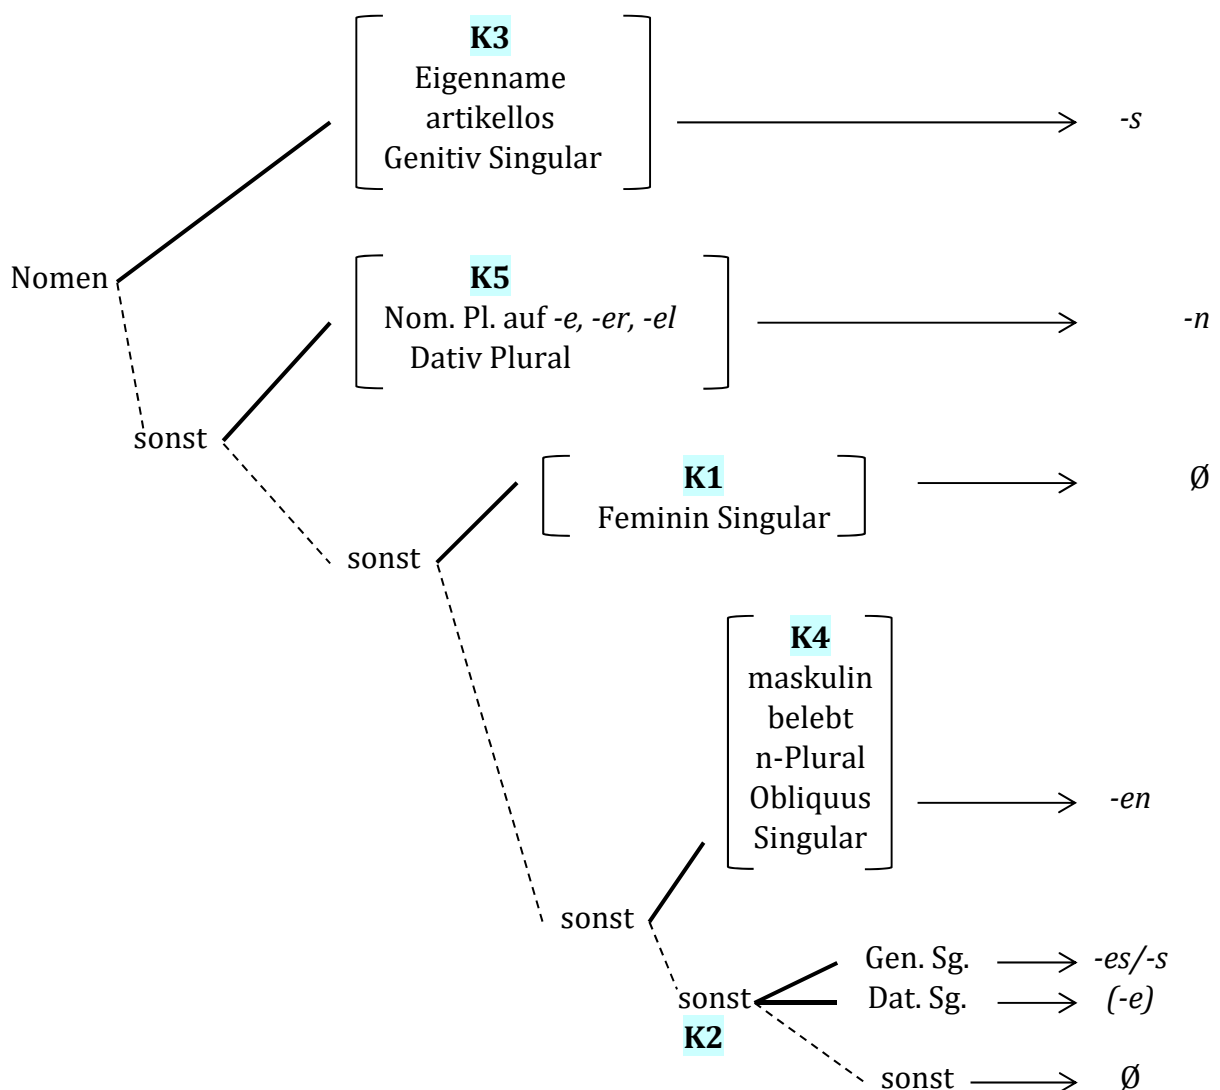 K3
Eigenname
artikellos
Genitiv Singular
-s
Nomen
K5
Nom. Pl. auf -e, -er, -el
Dativ Plural
-n
sonst
K1
Feminin Singular
Ø
sonst
K4
maskulin
belebt
n-Plural
Obliquus
Singular
-en
sonst
Gen. Sg.
-es/-s
sonst
Dat. Sg.
(-e)
K2
sonst
Ø